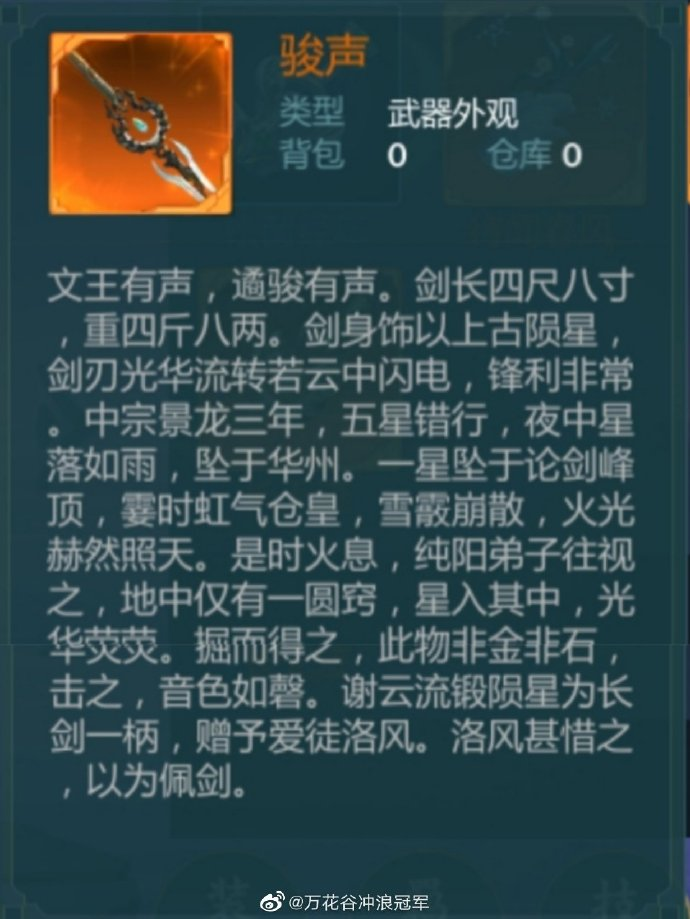 骏声
类型 武器外观
背包 0 仓库 0
文王有声，遹骏有声。剑长四尺八寸
，重四斤八两。剑身饰以上古陨星，
剑刃光华流转若云中闪电，锋利非常
。中宗景龙三年，五星错行，夜中星
落如雨，坠于华州。一星坠于论剑峰
顶，霎时虹气仓皇，雪霰崩散，火光
赫然照天。是时火息，纯阳弟子往视
之，地中仅有一圆窍，星入其中，光
华荧荧。掘而得之，此物非金非石，
击之，音色如磬。谢云流锻陨星为长
剑一柄，赠予爱徒洛风。洛风甚惜之
，以为佩剑。
@万花谷冲浪冠军